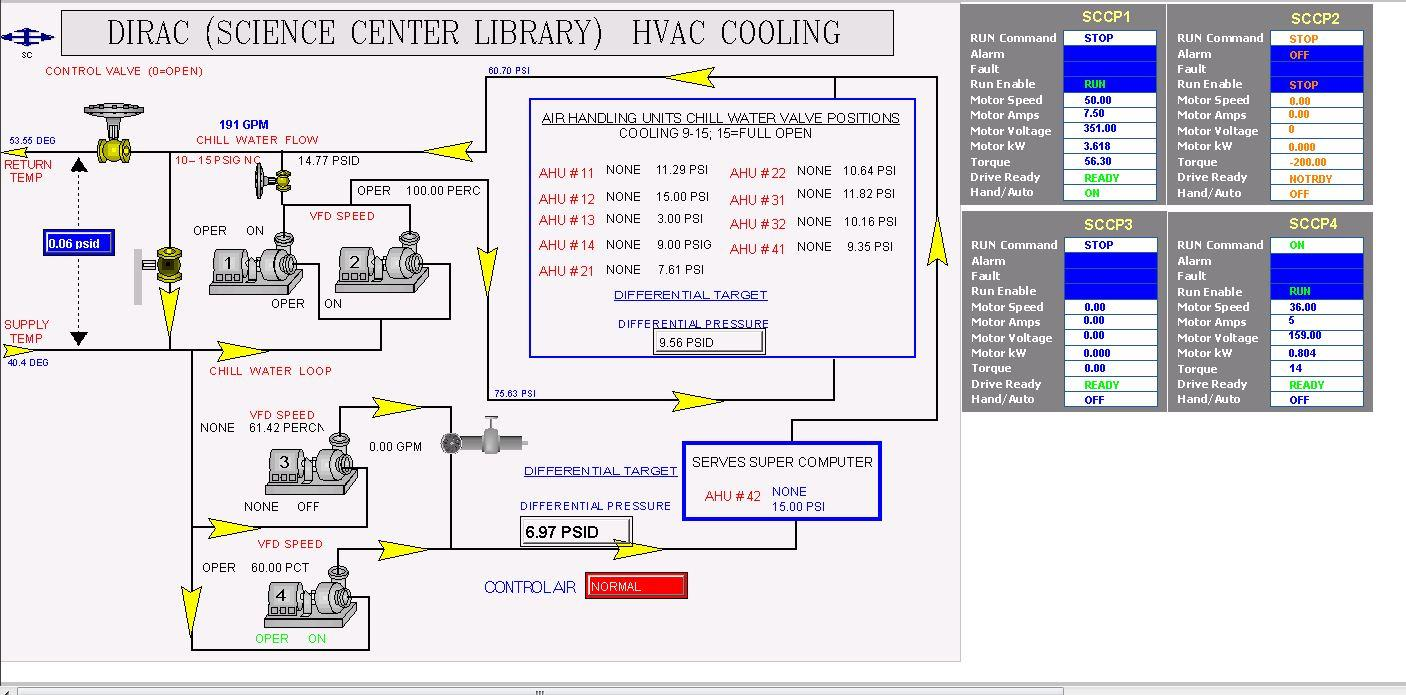 DIRAC (SCIENCE CENTER LIBRARY) HVAC COOLING
SC
CONTROL VALVE (0=OPEN)
60.70 PSI
191 GPM
CHILL WATER FLOW
53.55 DEG
RETURN
TEMP
10-15 PSIG NC
14.77 PSID
OPER 100.00 PERC
VFD SPEED
OPER ON
1
2
OPER ON
0.06 psid
SUPPLY
TEMP
40.4 DEG
CHILL WATER LOOP
AIR HANDLING UNITS CHILL WATER VALVE POSITIONS
COOLING 9-15; 15=FULL OPEN
AHU #11 NONE 11.29 PSI
AHU #12 NONE 15.00 PSI
AHU #13 NONE 3.00 PSI
AHU #14 NONE 9.00 PSIG
AHU #21 NONE 7.61 PSI
AHU #22 NONE 10.64 PSI
AHU #31 NONE 11.82 PSI
AHU #32 NONE 10.16 PSI
AHU #41 NONE 9.35 PSI
DIFFERENTIAL TARGET
DIFFERENTIAL PRESSURE
9.56 PSID
75.63 PSI
VFD SPEED
NONE 61.42 PERCN
0.00 GPM
3
NONE OFF
VFD SPEED
OPER 60.00 PCT
4
OPER ON
DIFFERENTIAL TARGET
DIFFERENTIAL PRESSURE
6.97 PSID
SERVES SUPER COMPUTER
AHU #42 NONE
15.00 PSI
CONTROL AIR NORMAL
SCCP1
RUN Command STOP
Alarm
Fault
Run Enable RUN
Motor Speed 50.00
Motor Amps 7.50
Motor Voltage 351.00
Motor kW 3.618
Torque 56.30
Drive Ready READY
Hand/Auto ON
SCCP2
RUN Command STOP
Alarm OFF
Fault
Run Enable STOP
Motor Speed 0.00
Motor Amps 0.00
Motor Voltage 0
Motor kW 0.000
Torque -200.00
Drive Ready NOTRDY
Hand/Auto OFF
SCCP3
RUN Command STOP
Alarm
Fault
Run Enable
Motor Speed 0.00
Motor Amps 0.00
Motor Voltage 0.00
Motor kW 0.000
Torque 0.00
Drive Ready READY
Hand/Auto OFF
SCCP4
RUN Command ON
Alarm
Fault
Run Enable RUN
Motor Speed 36.00
Motor Amps 5
Motor Voltage 159.00
Motor kW 0.804
Torque 14
Drive Ready READY
Hand/Auto OFF